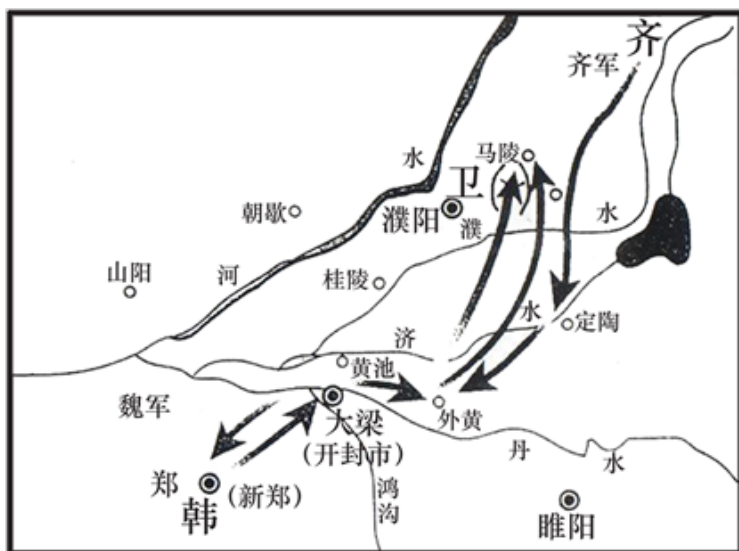 齐
齐军
水
马陵
卫
朝歇
濮阳
濮
水
山阳
河
桂陵
水
定陶
济
黄池
魏军
大梁
外黄
(开封市)
丹
水
郑
(新郑)
鸿沟
韩
睢阳